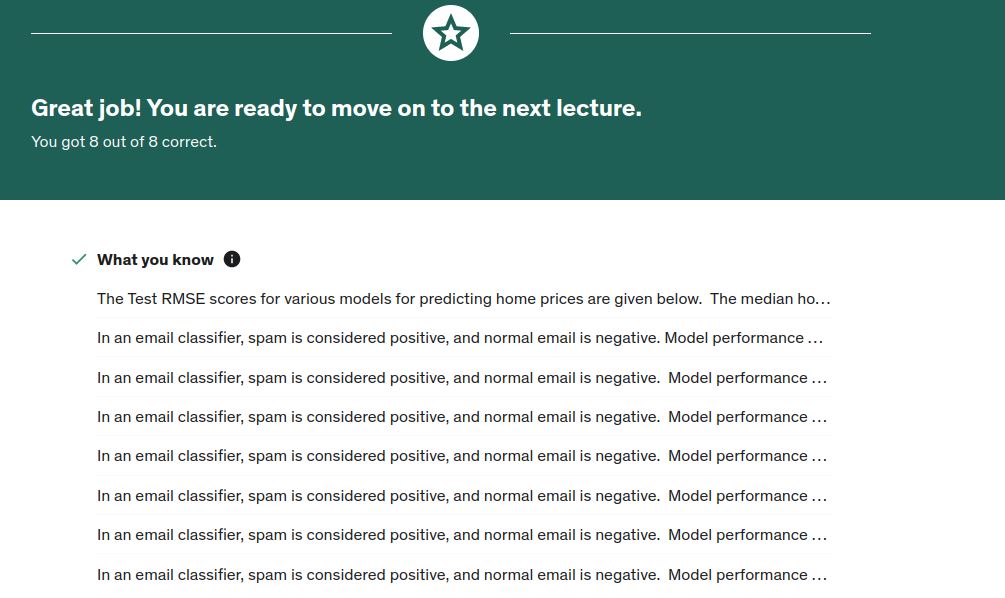 Great job! You are ready to move on to the next lecture.
You got 8 out of 8 correct.
What you know
The Test RMSE scores for various models for predicting home prices are given below.  The median ho...
In an email classifier, spam is considered positive, and normal email is negative. Model performance ...
In an email classifier, spam is considered positive, and normal email is negative.  Model performance ...
In an email classifier, spam is considered positive, and normal email is negative.  Model performance ...
In an email classifier, spam is considered positive, and normal email is negative.  Model performance ...
In an email classifier, spam is considered positive, and normal email is negative.  Model performance ...
In an email classifier, spam is considered positive, and normal email is negative.  Model performance ...
In an email classifier, spam is considered positive, and normal email is negative.  Model performance ...